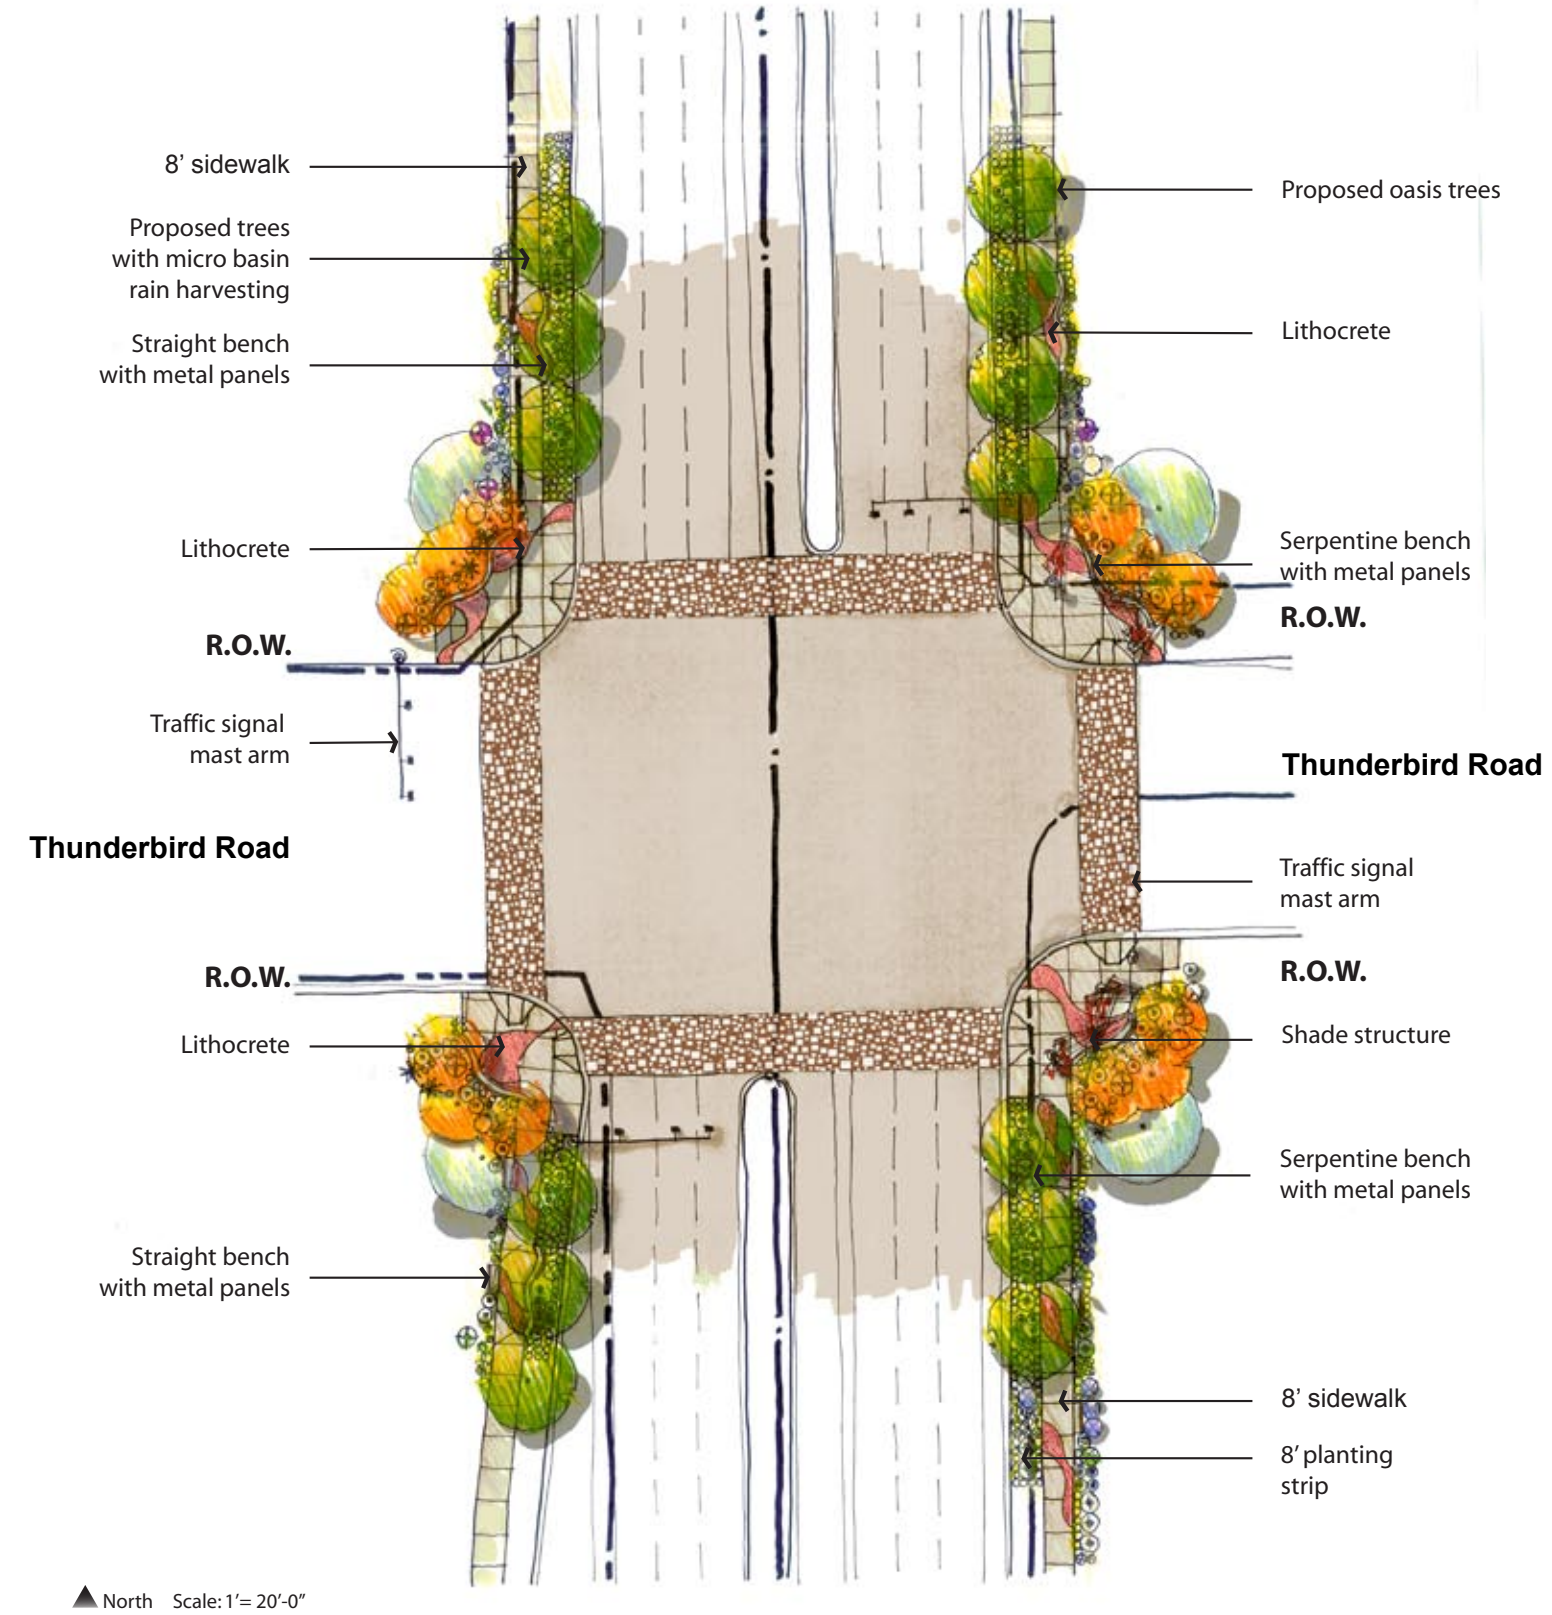 8’ sidewalk
Proposed trees
with micro basin
rain harvesting
Straight bench
with metal panels
Lithocrete
R.O.W.
Traffic signal
mast arm
Thunderbird Road
R.O.W.
Lithocrete
Straight bench
with metal panels
Proposed oasis trees
Lithocrete
Serpentine bench
with metal panels
R.O.W.
Thunderbird Road
Traffic signal
mast arm
R.O.W.
Shade structure
Serpentine bench
with metal panels
8’ sidewalk
8’ planting
strip
North Scale: 1’= 20’-0”